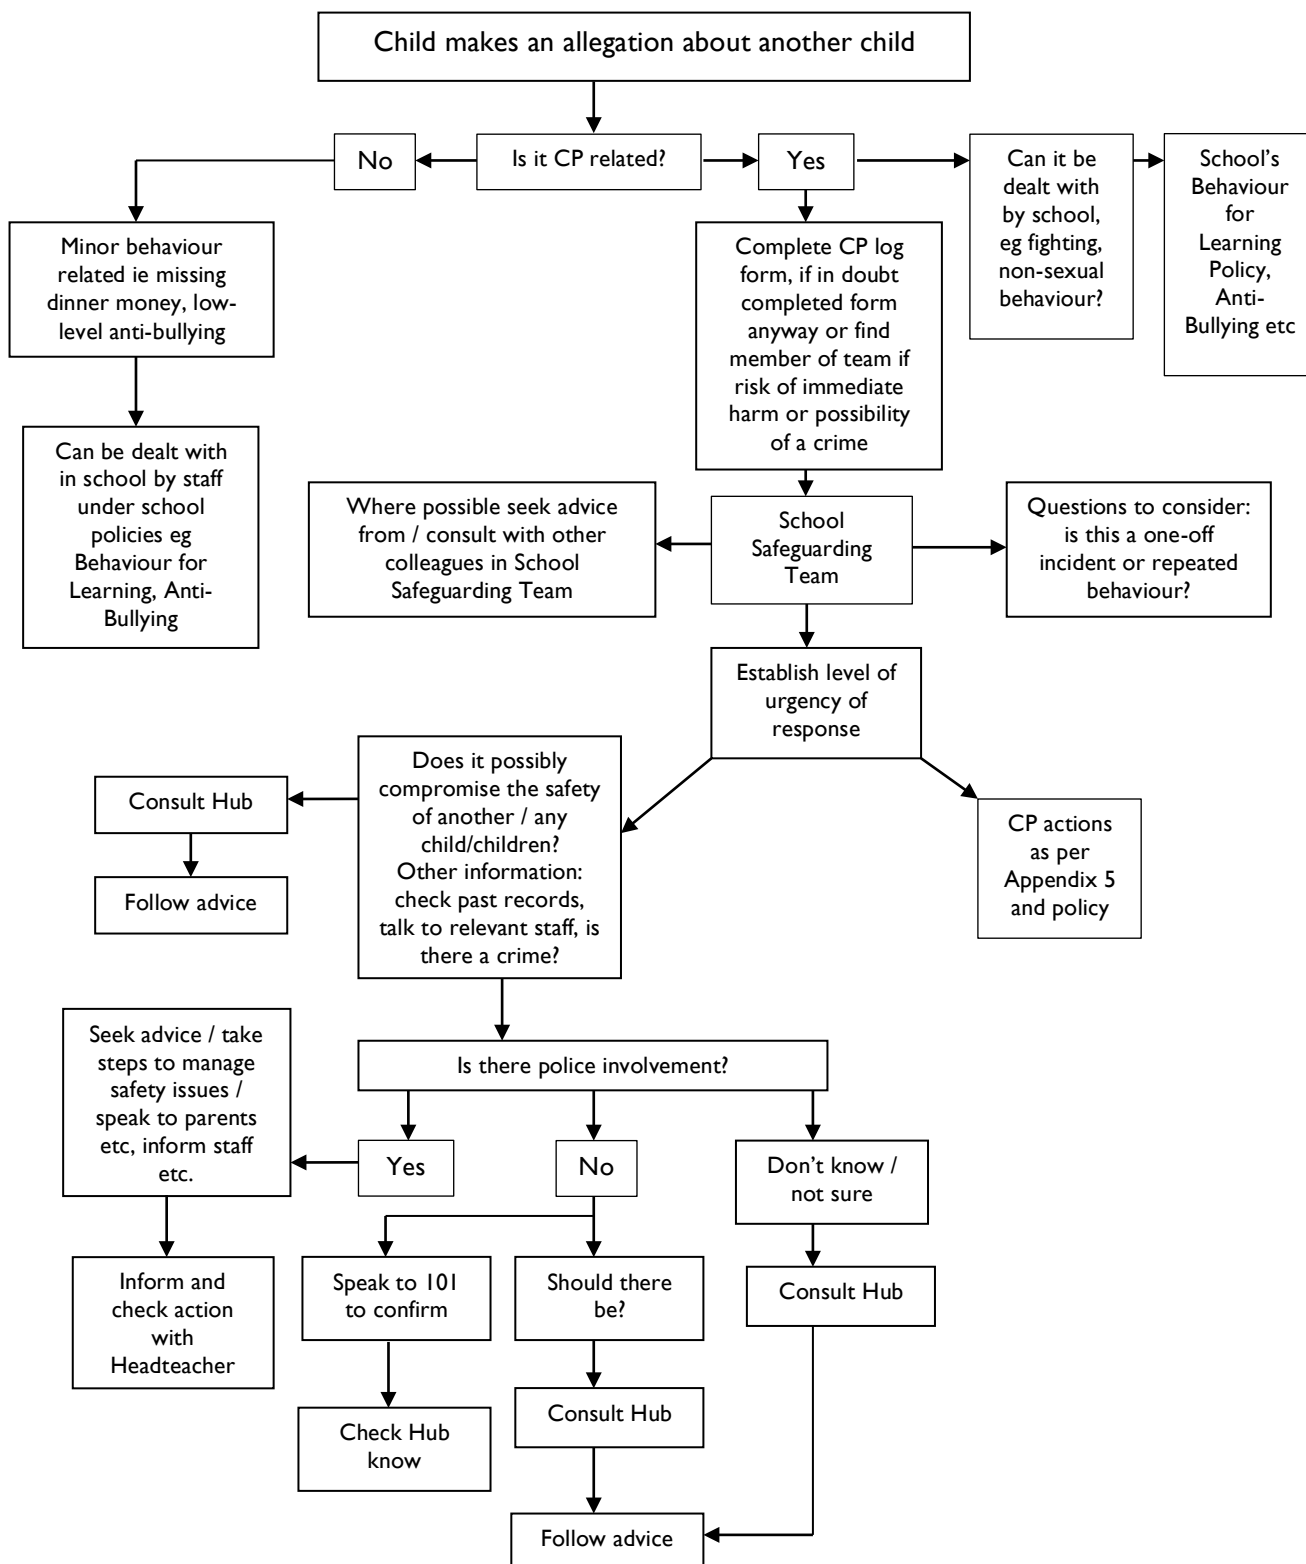 Child makes an allegation about another child
No
Is it CP related?
Yes
Can it be
dealt with
by school,
eg fighting,
non-sexual
behaviour?
School's
Behaviour
for
Learning
Policy,
Anti-
Bullying etc
Minor behaviour
related ie missing
dinner money, low-
level anti-bullying
Complete CP log
form, if in doubt
completed form
anyway or find
member of team if
risk of immediate
harm or possibility
of a crime
Can be dealt with
in school by staff
under school
policies eg
Behaviour for
Learning, Anti-
Bullying
Where possible seek advice
from / consult with other
colleagues in School
Safeguarding Team
School
Safeguarding
Team
Questions to consider:
is this a one-off
incident or repeated
behaviour?
Establish level of
urgency of
response
Does it possibly
compromise the safety
of another / any
child/children?
Other information:
check past records,
talk to relevant staff, is
there a crime?
Consult Hub
Follow advice
CP actions
as per
Appendix 5
and policy
Seek advice / take
steps to manage
safety issues /
speak to parents
etc, inform staff
etc.
Is there police involvement?
Yes
No
Don't know /
not sure
Inform and
check action
with
Headteacher
Speak to 101
to confirm
Should there
be?
Consult Hub
Check Hub
know
Consult Hub
Follow advice